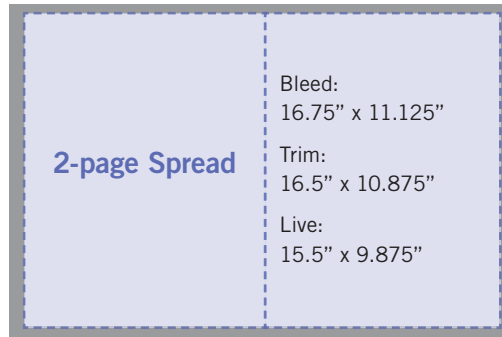 2-page Spread
Bleed:
16.75” x 11.125”
Trim:
16.5” x 10.875”
Live:
15.5” x 9.875”